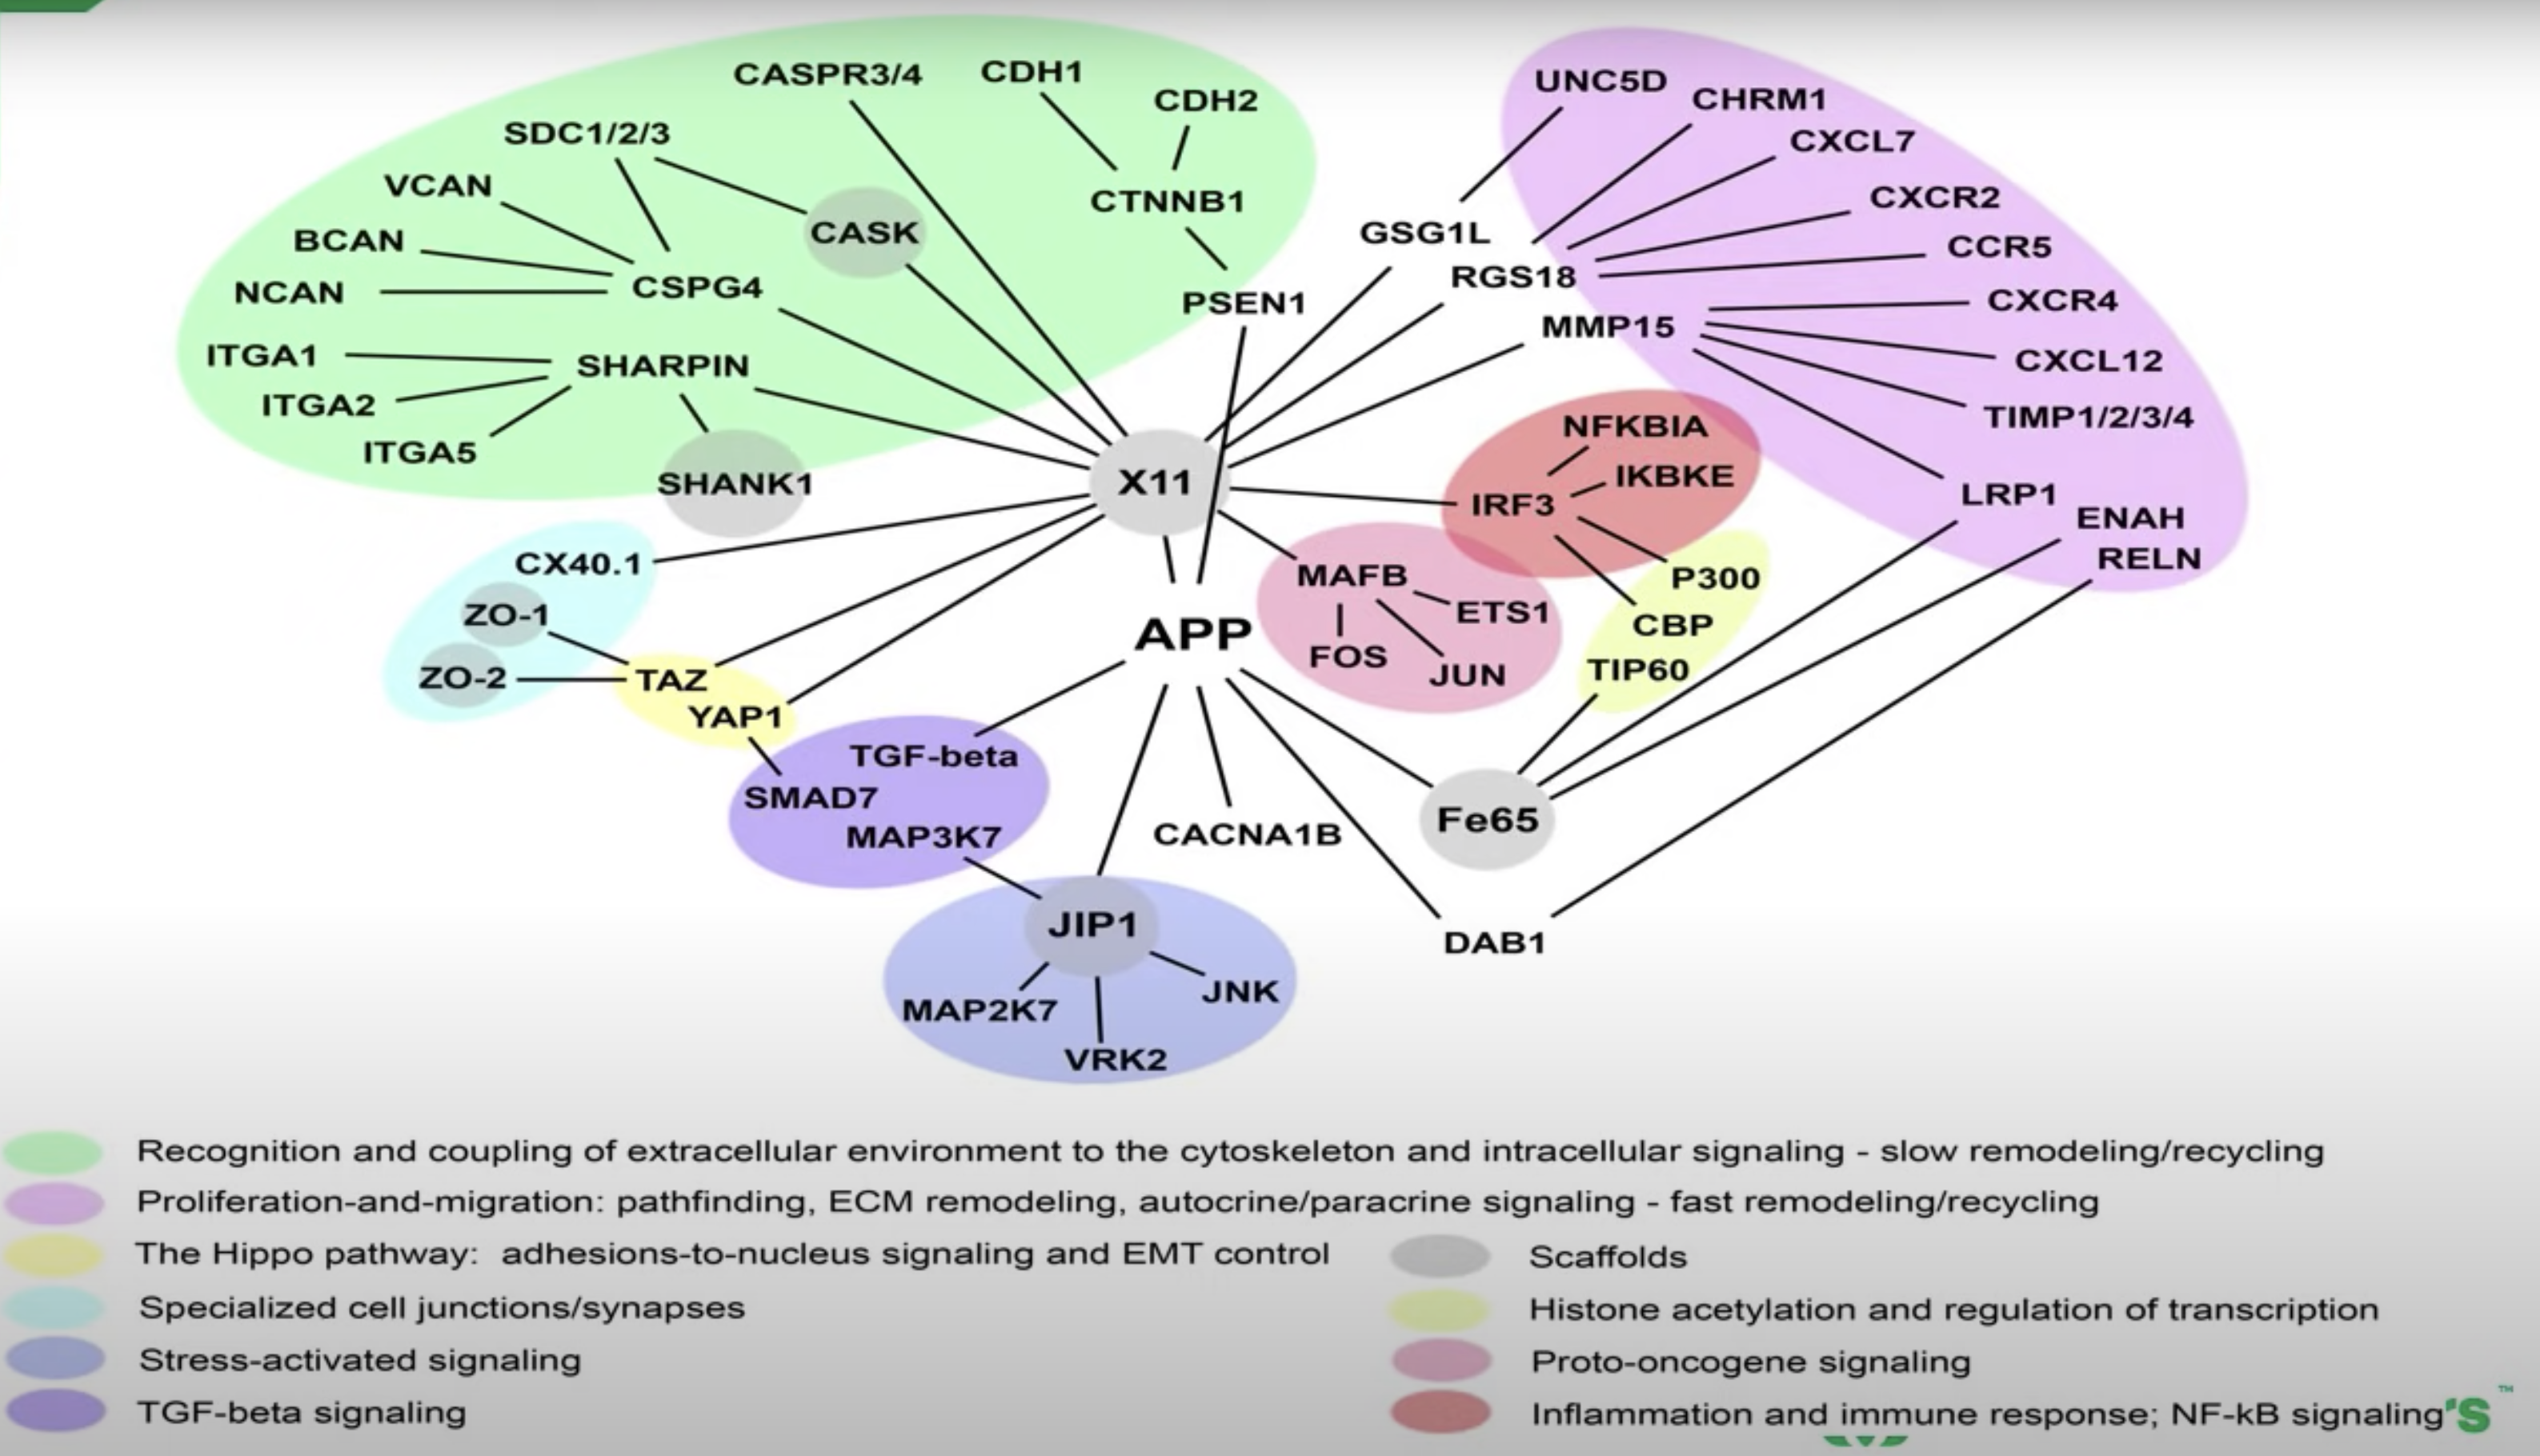 CASPR3/4
CDH1
CDH2
UNC5D
CHRM1
CXCL7
SDC1/2/3
VCAN
CTNNB1
CXCR2
BCAN
CASK
GSG1L
CCR5
NCAN
CSPG4
PSEN1
RGS18
CXCR4
MMP15
ITGA1
SHARPIN
CXCL12
ITGA2
TIMP1/2/3/4
NFKBIA
ITGA5
IKBKE
SHANK1
X11
IRF3
LRP1
ENAH
RELN
CX40.1
MAFB
P300
ZO-1
ETS1
CBP
APP
FOS
ZO-2
TAZ
JUN
TIP60
YAP1
TGF-beta
SMAD7
MAP3K7
CACNA1B
Fe65
JIP1
DAB1
JNK
MAP2K7
VRK2
Recognition and coupling of extracellular environment to the cytoskeleton and intracellular signaling - slow remodeling/recycling
Proliferation-and-migration: pathfinding, ECM remodeling, autocrine/paracrine signaling - fast remodeling/recycling
The Hippo pathway: adhesions-to-nucleus signaling and EMT control
Scaffolds
Specialized cell junctions/synapses
Histone acetylation and regulation of transcription
Stress-activated signaling
Proto-oncogene signaling
TGF-beta signaling
Inflammation and immune response; NF-kB signaling
'S ™